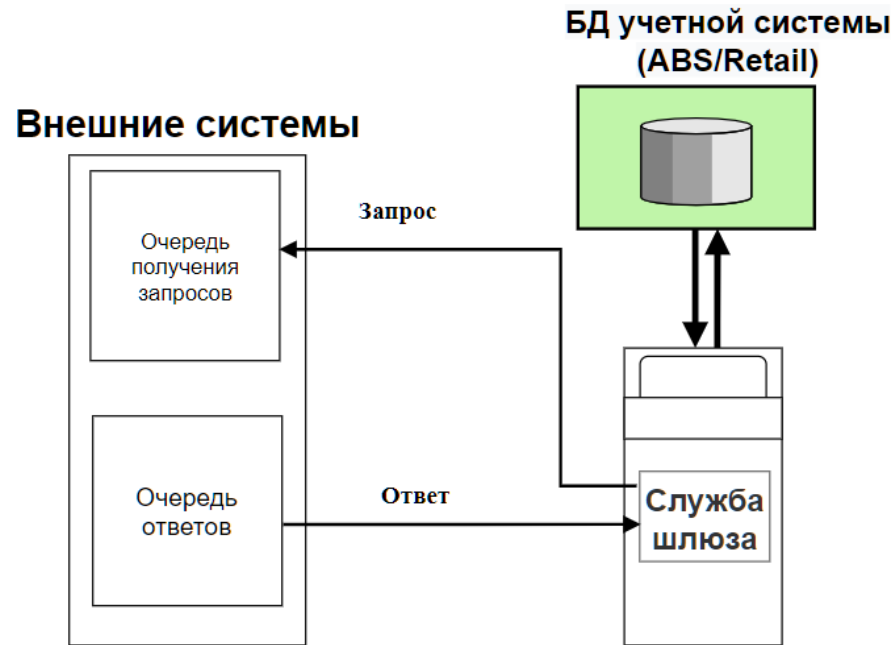 БД учетной системы
(ABS/Retail)
Внешние системы
Запрос
Очередь
получения
запросов
Ответ
Очередь
ответов
Служба
шлюза